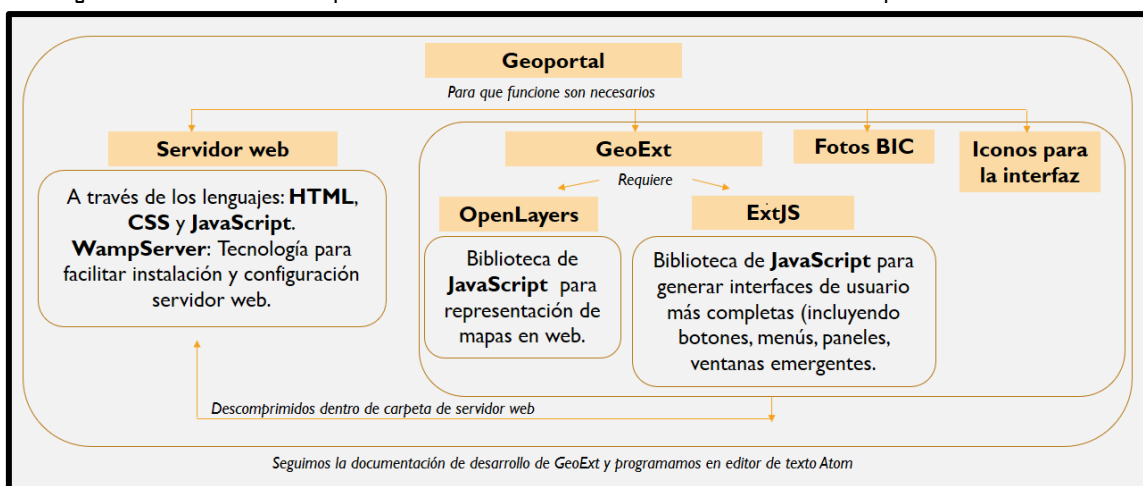 Geoportal
Para que funcione son necesarios
Servidor web
GeoExt
Fotos BIC
Iconos para
la interfaz
A través de los lenguajes: HTML,
CSS y JavaScript.
WampServer: Tecnología para
facilitar instalación y configuración
servidor web.
Requiere
OpenLayers
ExtJS
Biblioteca de
JavaScript para
representación de
mapas en web.
Biblioteca de JavaScript para
generar interfaces de usuario
más completas (incluyendo
botones, menús, paneles,
ventanas emergentes.
Descomprimidos dentro de carpeta de servidor web
Seguimos la documentación de desarrollo de GeoExt y programamos en editor de texto Atom